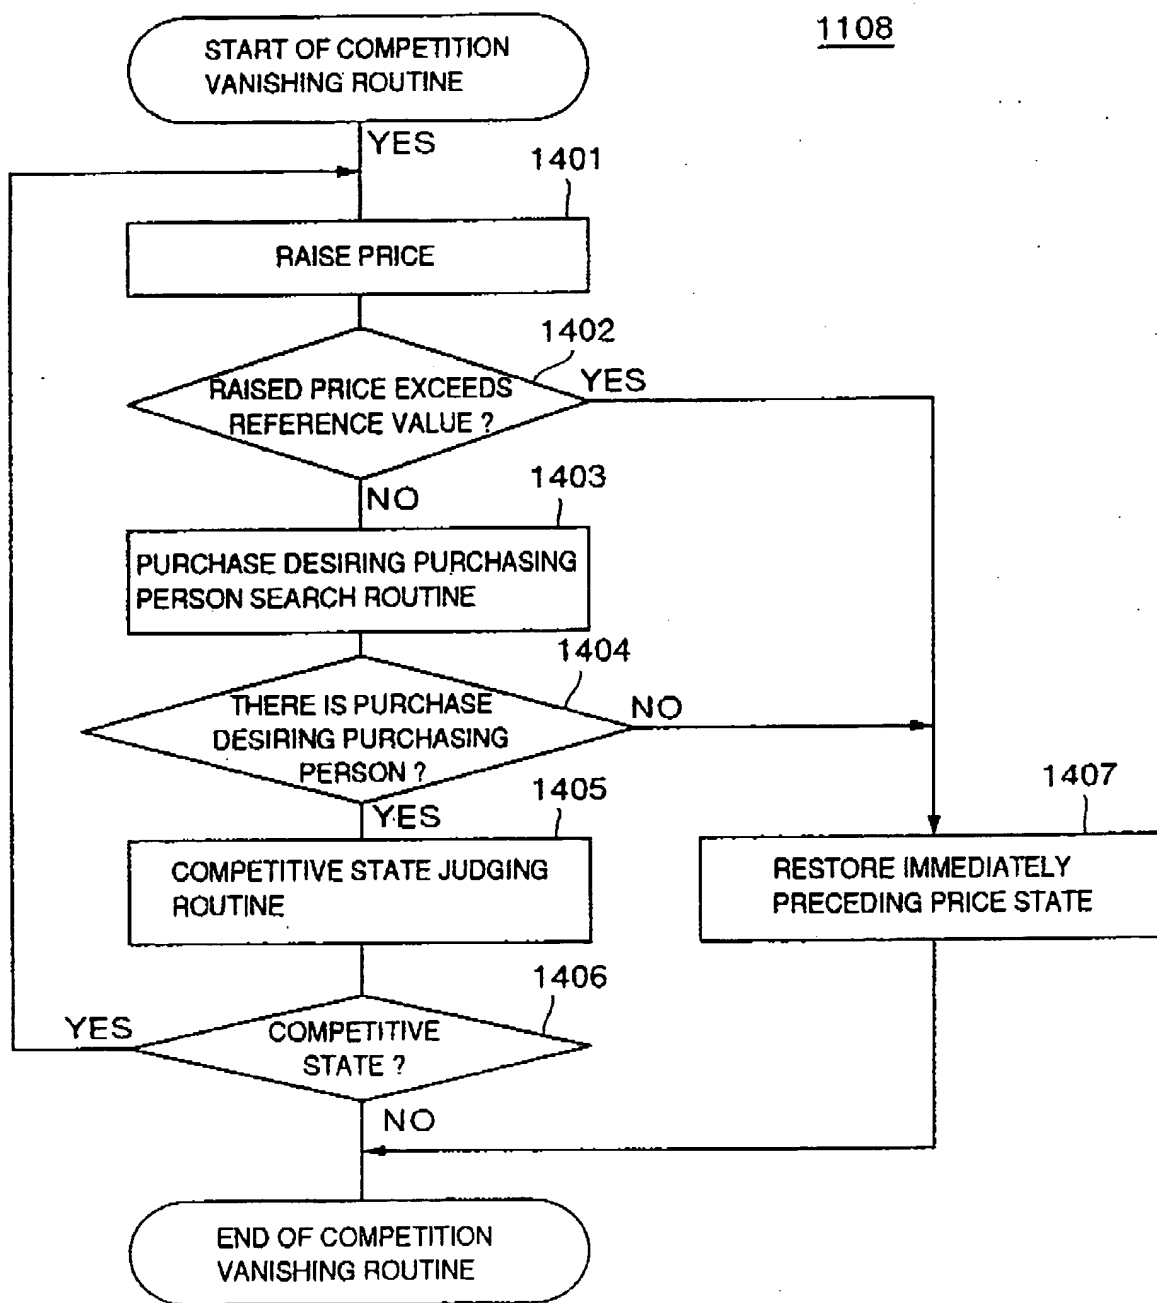 1108
START OF COMPETITION
VANISHING ROUTINE
YES
1401
RAISE PRICE
1402
RAISED PRICE EXCEEDS
REFERENCE VALUE ?
YES
NO
1403
PURCHASE DESIRING PURCHASING
PERSON SEARCH ROUTINE
1404
THERE IS PURCHASE
DESIRING PURCHASING
PERSON ?
NO
YES
1405
COMPETITIVE STATE JUDGING
ROUTINE
1407
RESTORE IMMEDIATELY
PRECEDING PRICE STATE
1406
COMPETITIVE
STATE ?
YES
NO
END OF COMPETITION
VANISHING ROUTINE